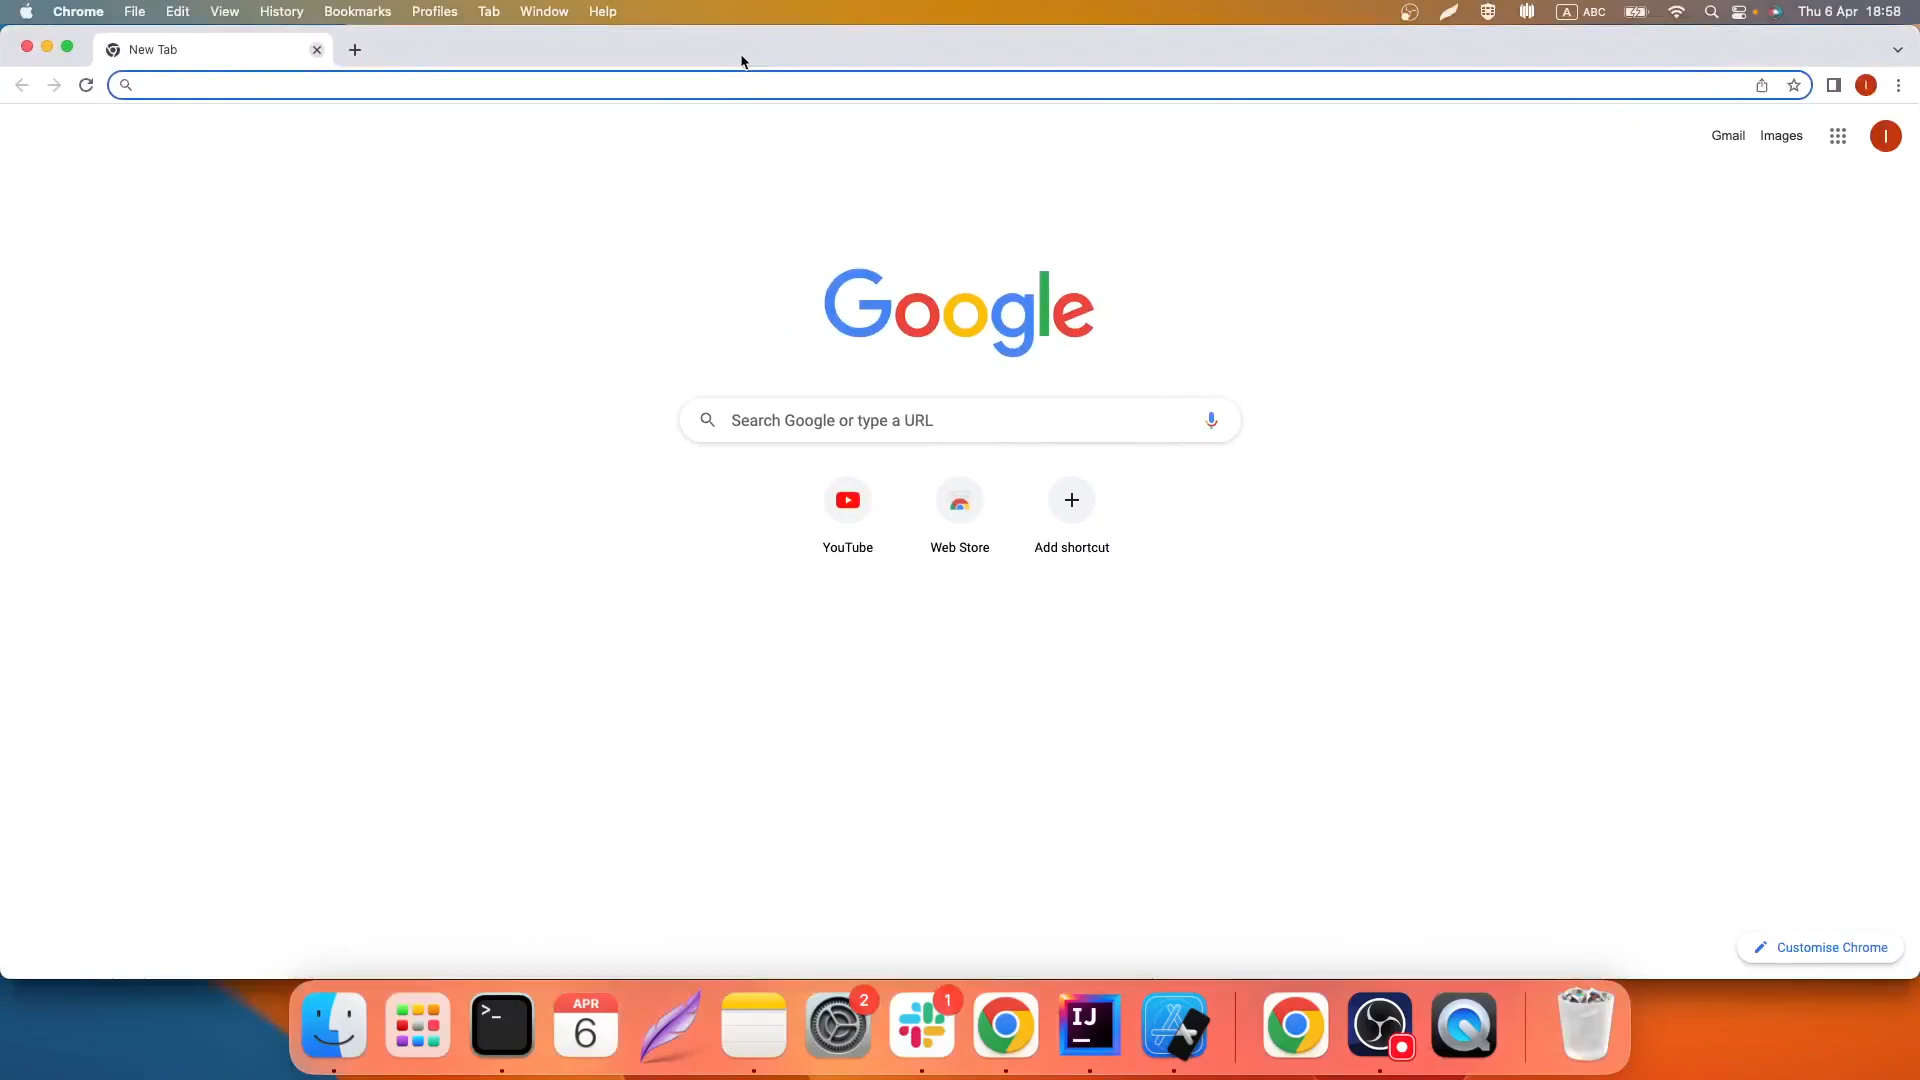 Chrome File Edit View History Bookmarks Profiles Tab Window Help A ABC Thu 6 Apr 18:58
New Tab
I
Gmail Images I
Google
Search Google or type a URL
YouTube Web Store Add shortcut
Customise Chrome
>_ APR 6 2 1 IJ